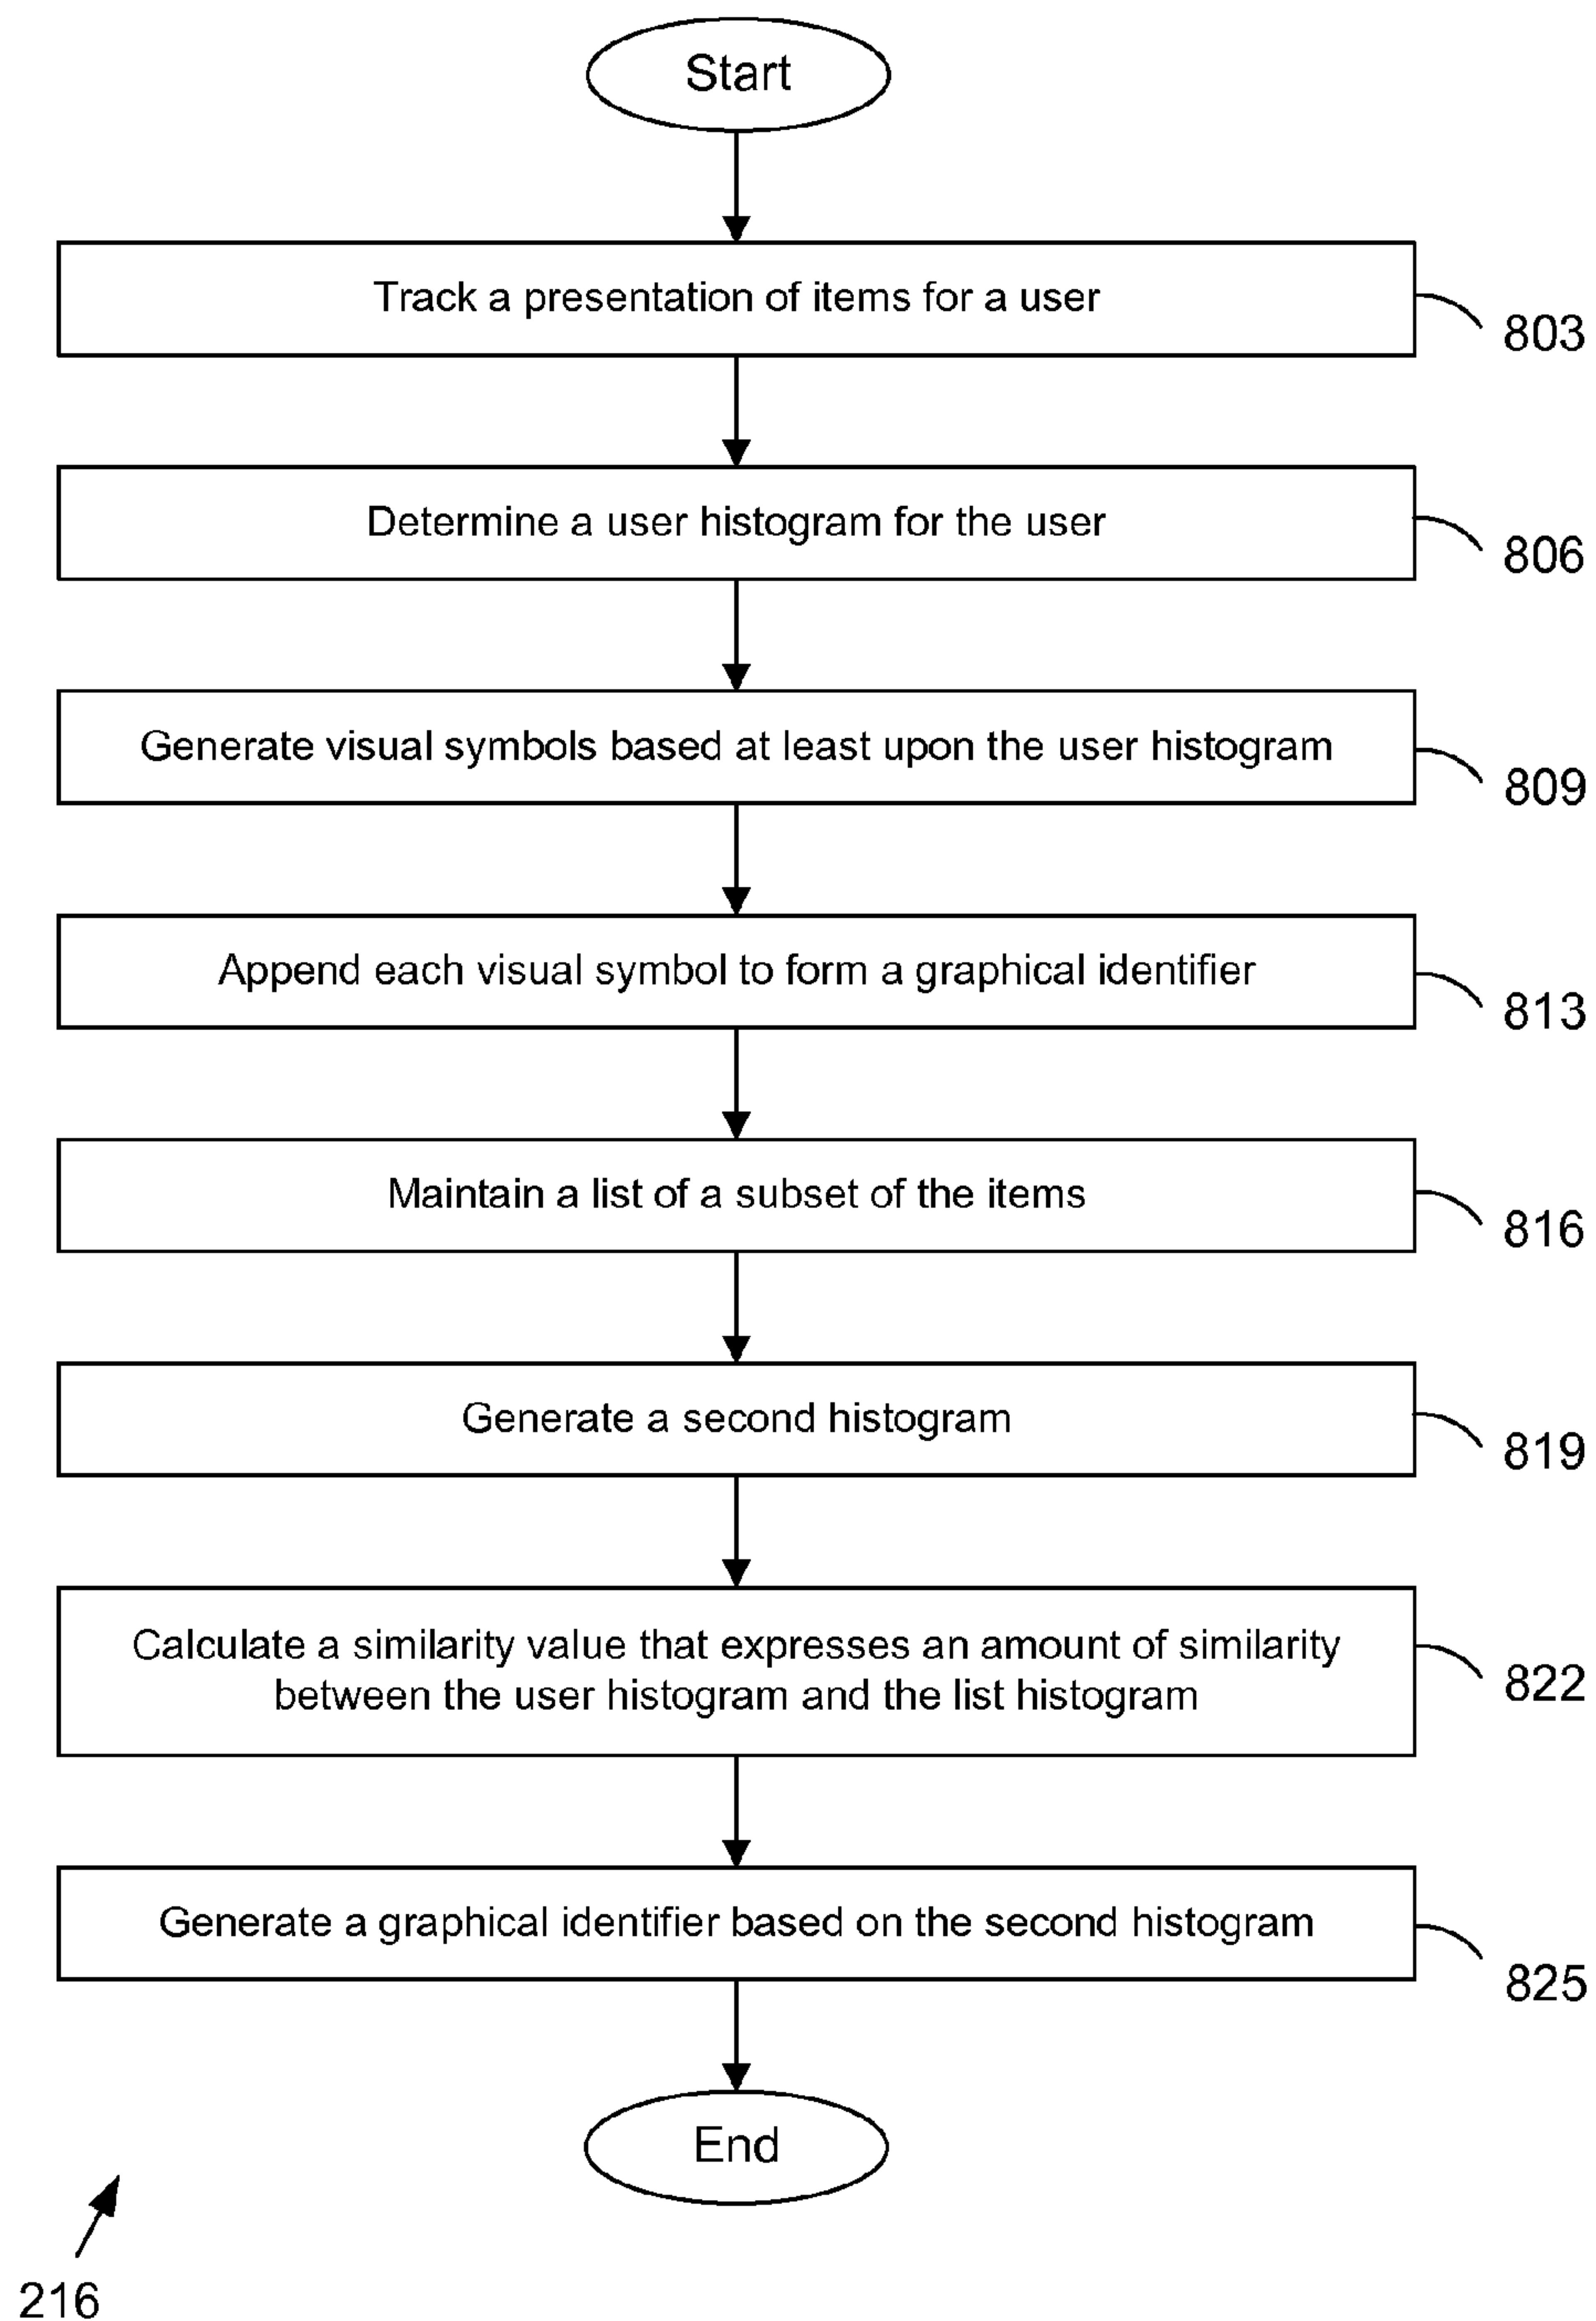 Start
Track a presentation of items for a user
803
Determine a user histogram for the user
806
Generate visual symbols based at least upon the user histogram
809
Append each visual symbol to form a graphical identifier
813
Maintain a list of a subset of the items
816
Generate a second histogram
819
Calculate a similarity value that expresses an amount of similarity
between the user histogram and the list histogram
822
Generate a graphical identifier based on the second histogram
825
End
216